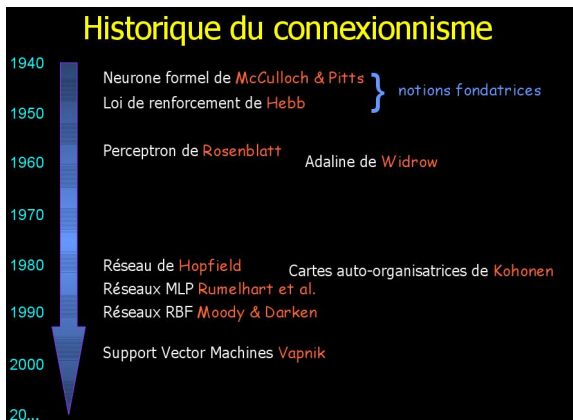 Historique du connexionnisme
1940
Neurone formel de McCulloch & Pitts
Loi de renforcement de Hebb
notions fondatrices
1950
Perceptron de Rosenblatt
Adaline de Widrow
1960
1970
1980
Réseau de Hopfield
Cartes auto-organisatrices de Kohonen
Réseaux MLP Rumelhart et al.
Réseaux RBF Moody & Darken
1990
Support Vector Machines Vapnik
2000
20...